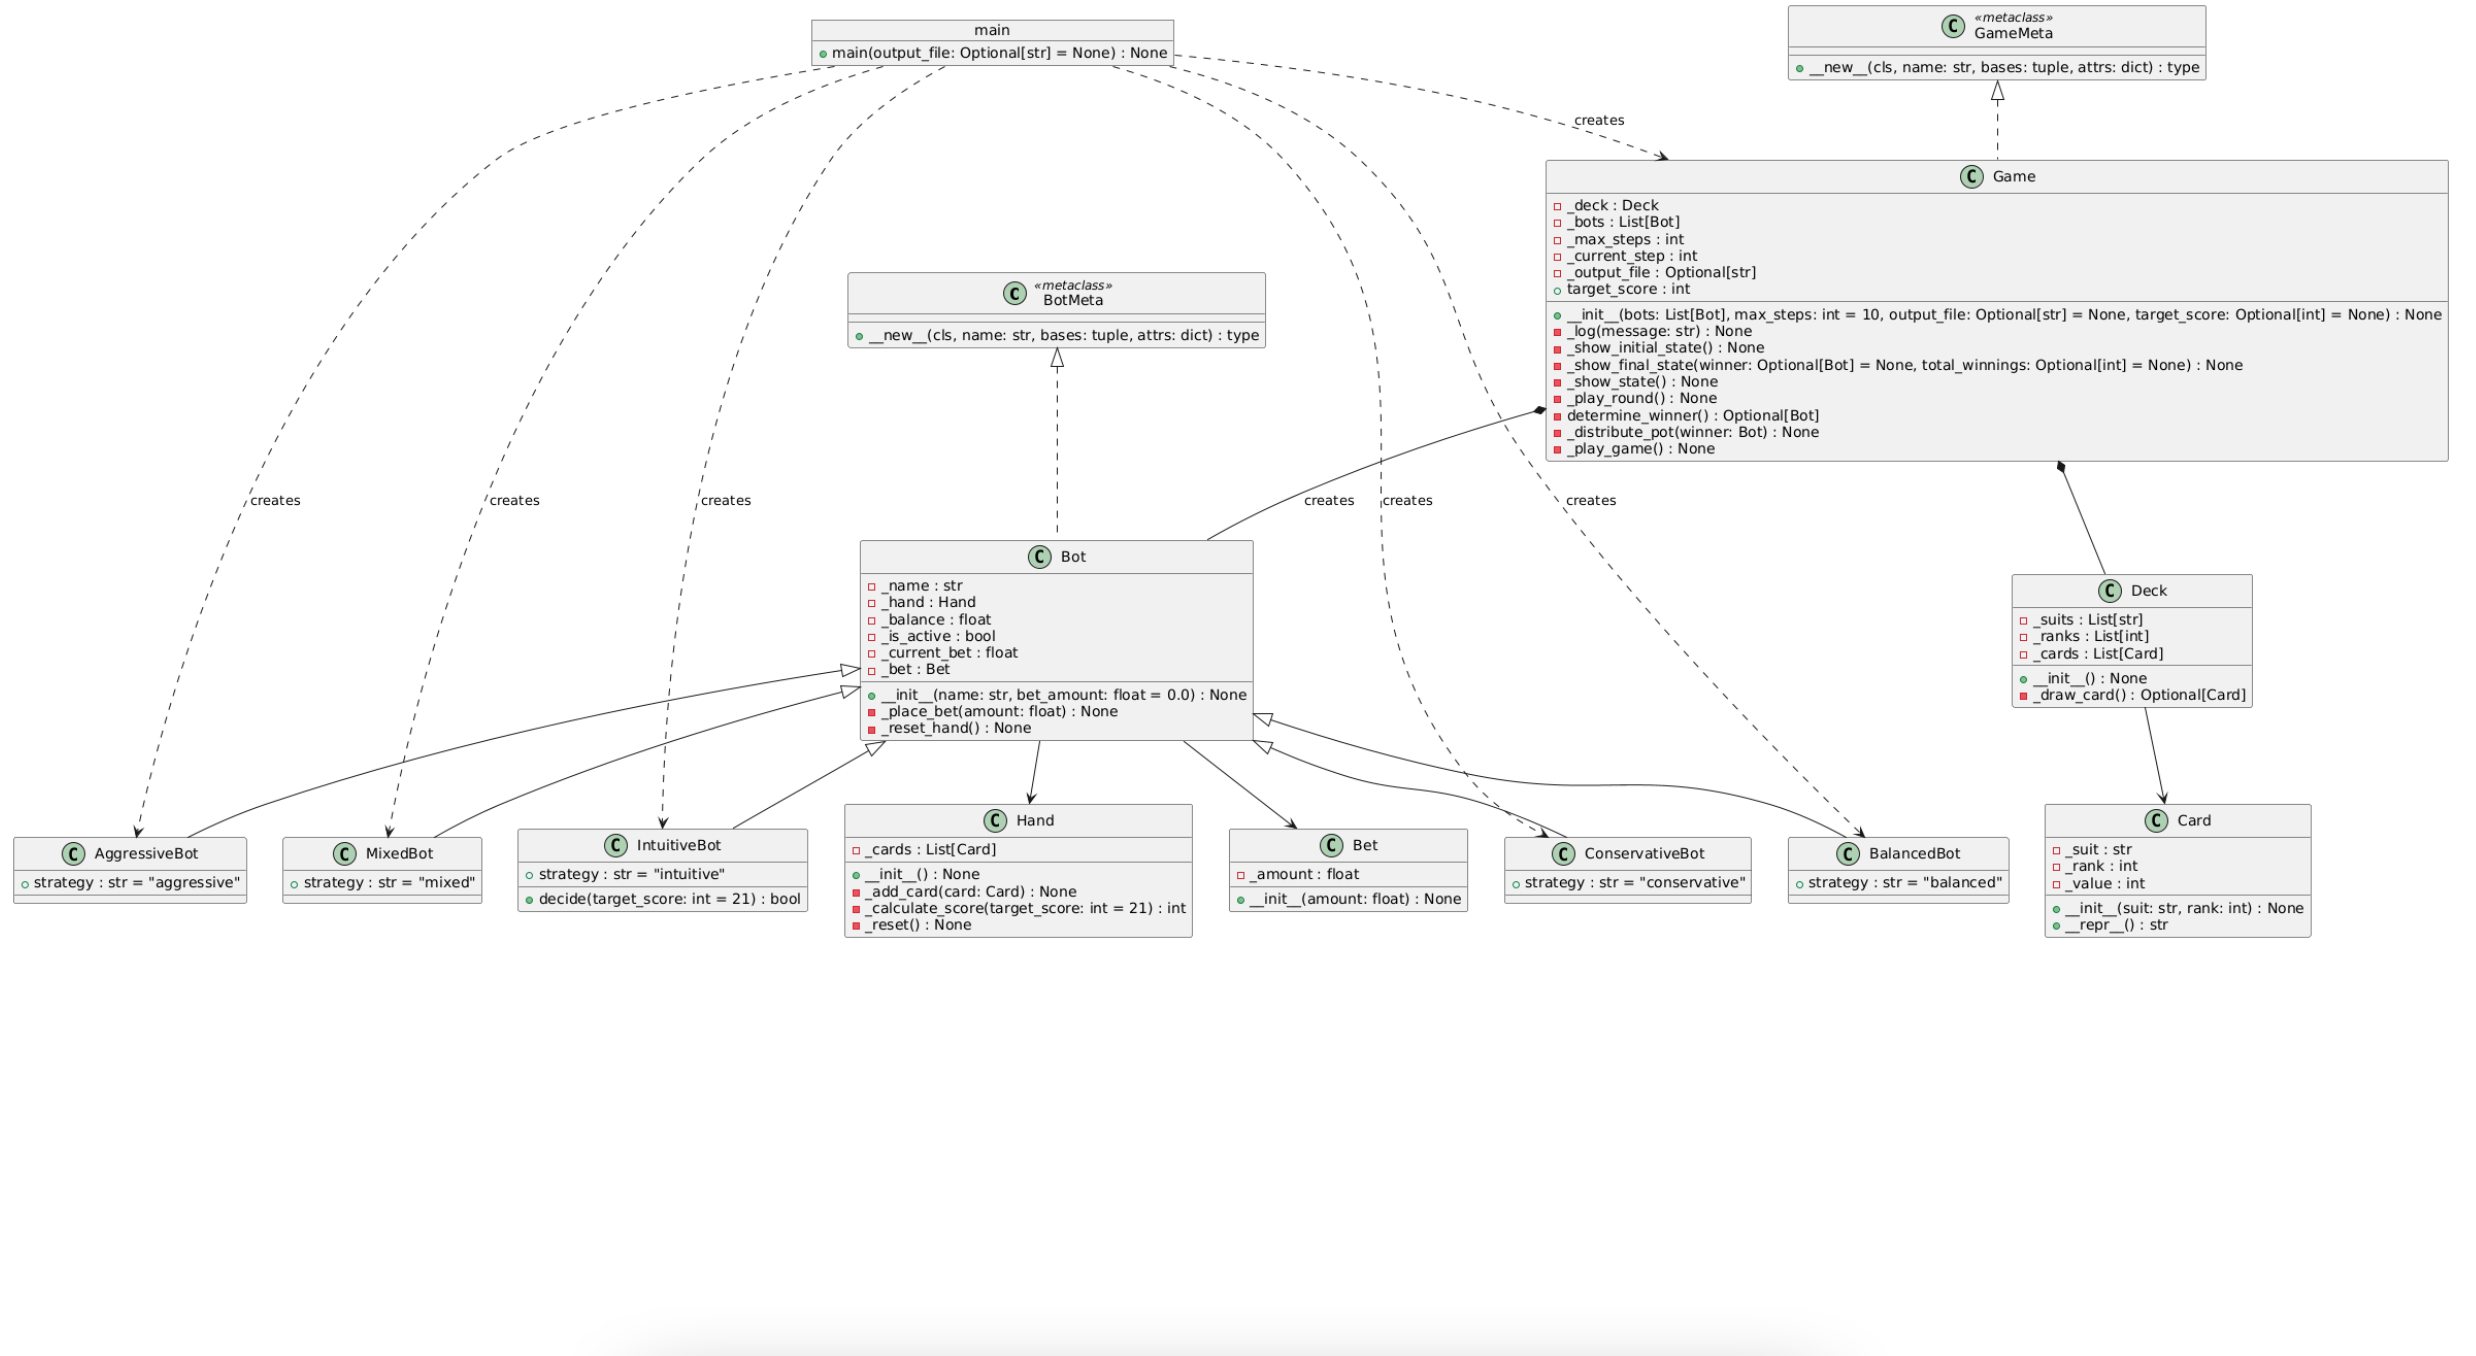 main
main(output_file: Optional[str] = None) : None
C
«metaclass»
GameMeta
__new__(cls, name: str, bases: tuple, attrs: dict) : type
creates
C Game
_deck : Deck
_bots : List[Bot]
_max_steps : int
_current_step : int
_output_file : Optional[str]
target_score : int
__init__(bots: List[Bot], max_steps: int = 10, output_file: Optional[str] = None, target_score: Optional[int] = None) : None
_log(message: str) : None
_show_initial_state() : None
_show_final_state(winner: Optional[Bot] = None, total_winnings: Optional[int] = None) : None
_show_state() : None
_play_round() : None
determine_winner() : Optional[Bot]
_distribute_pot(winner: Bot) : None
_play_game() : None
C
«metaclass»
BotMeta
__new__(cls, name: str, bases: tuple, attrs: dict) : type
creates
creates
creates
creates
creates
creates
C Bot
_name : str
_hand : Hand
_balance : float
_is_active : bool
_current_bet : float
_bet : Bet
__init__(name: str, bet_amount: float = 0.0) : None
_place_bet(amount: float) : None
_reset_hand() : None
C Deck
_suits : List[str]
_ranks : List[int]
_cards : List[Card]
__init__() : None
_draw_card() : Optional[Card]
C AggressiveBot
strategy : str = "aggressive"
C MixedBot
strategy : str = "mixed"
C IntuitiveBot
strategy : str = "intuitive"
decide(target_score: int = 21) : bool
C Hand
_cards : List[Card]
__init__() : None
_add_card(card: Card) : None
_calculate_score(target_score: int = 21) : int
_reset() : None
C Bet
_amount : float
__init__(amount: float) : None
C ConservativeBot
strategy : str = "conservative"
C BalancedBot
strategy : str = "balanced"
C Card
_suit : str
_rank : int
_value : int
__init__(suit: str, rank: int) : None
__repr__() : str